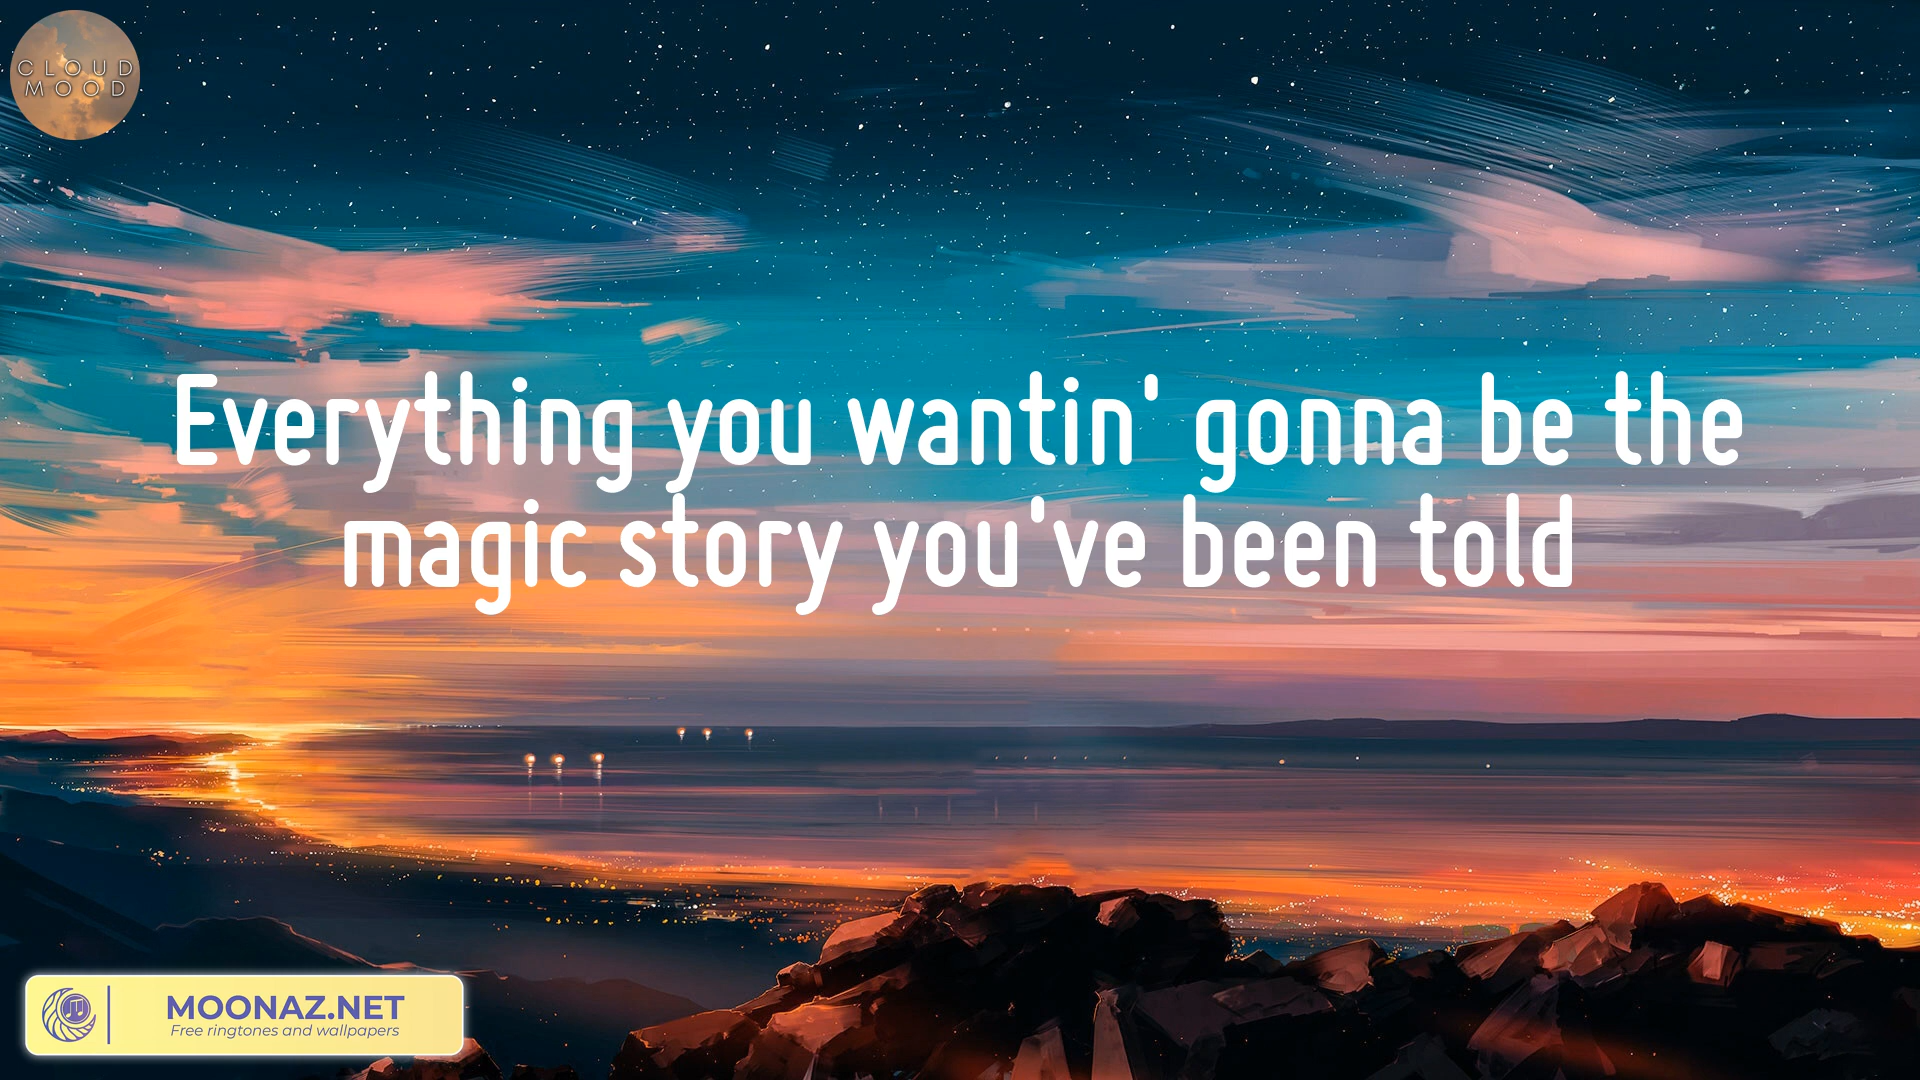 CLOUD
MOOD
Everything you wantin' gonna be the
magic story you've been told
MOONAZ.NET
Free ringtones and wallpapers